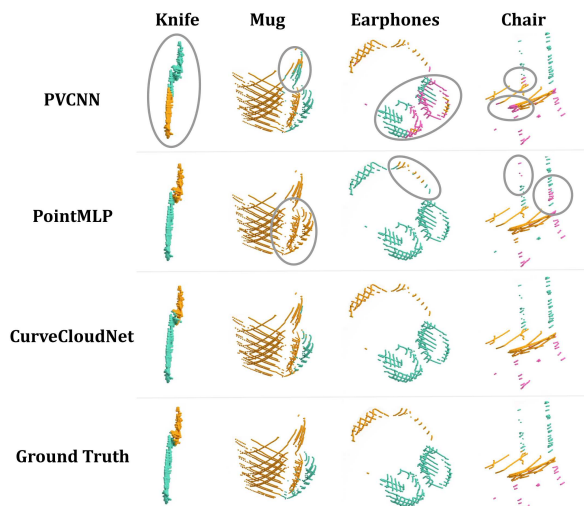 Knife Mug Earphones Chair
PVCNN
PointMLP
CurveCloudNet
Ground Truth